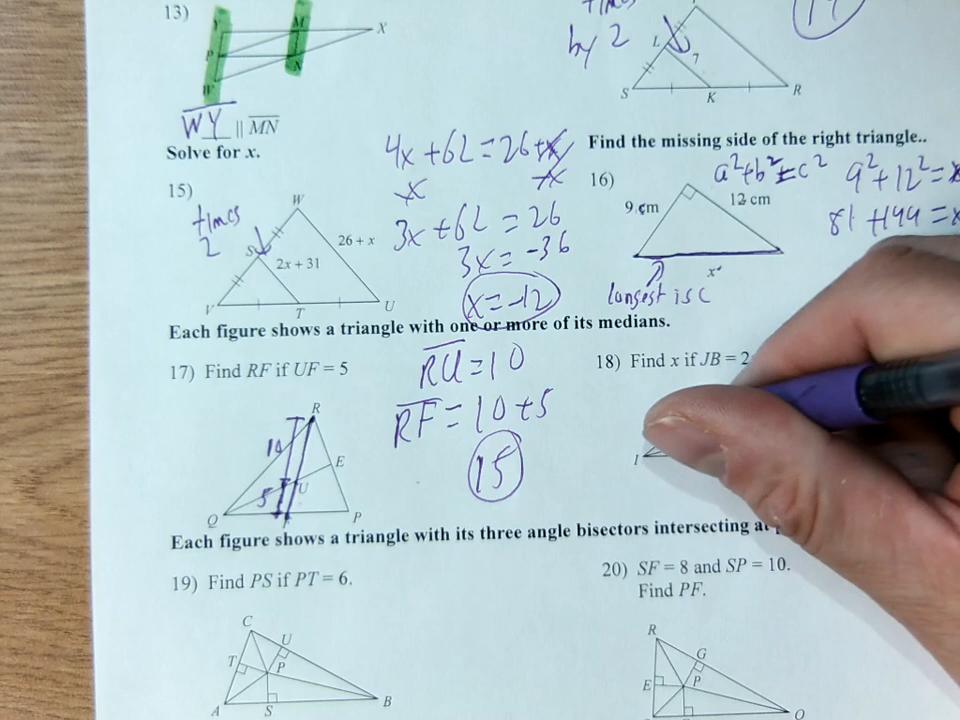 13)
Y
M
X
P
N
W
WY || MN
times
by 2
L
7
S
K
R
Solve for x.
15)
times
2
W
S
26 + x
2x + 31
V
T
U
4x + 62 = 26 + x
-x -x
3x + 62 = 26
3x = -36
x = -12
Find the missing side of the right triangle..
16)
a²+b²=c²
9²+12²=x
81+144=x
9 cm
12 cm
x
longest is c
Each figure shows a triangle with one or more of its medians.
17) Find RF if UF = 5
RU = 10
RF = 10+5
15
R
10
E
5
U
Q
F
P
18) Find x if JB = 2
I
Each figure shows a triangle with its three angle bisectors intersecting at
19) Find PS if PT = 6.
C
U
T
P
A
S
B
20) SF = 8 and SP = 10.
Find PF.
R
G
E
P
Q